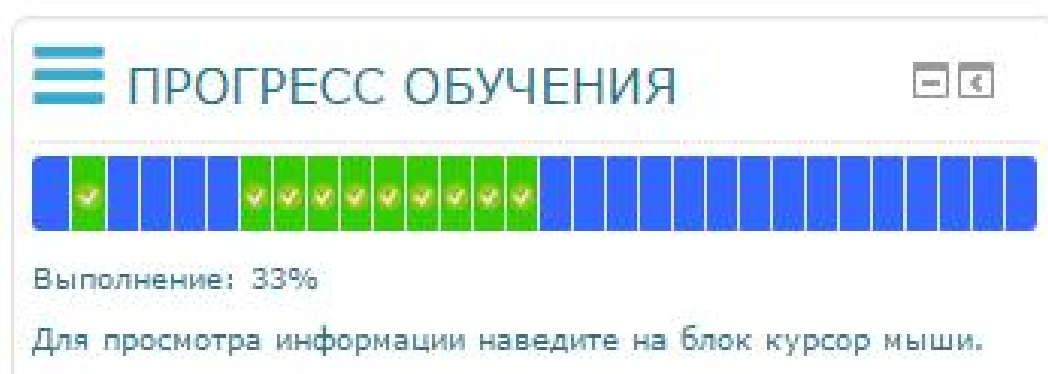 ПРОГРЕСС ОБУЧЕНИЯ
Выполнение: 33%
Для просмотра информации наведите на блок курсор мыши.